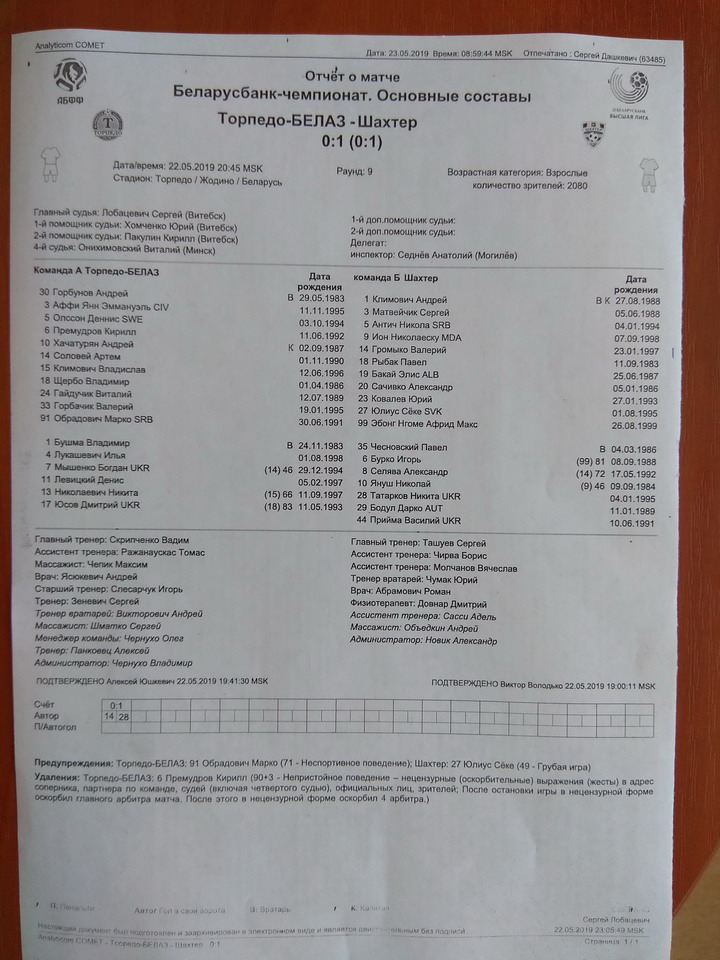 Analyticom COMET
Дата: 23.05.2019 Время: 08:59:44 MSK Отпечатано : Сергей Дашкевич (63485)
АБФФ
Отчёт о матче
Беларусбанк-чемпионат. Основные составы
ВЫСШАЯ ЛИГА
ТОРПЕДО
Торпедо-БЕЛАЗ - Шахтер
0:1 (0:1)
Дата/время: 22.05.2019 20:45 MSK
Раунд: 9
Возрастная категория: Взрослые
Стадион: Торпедо / Жодино / Беларусь
количество зрителей: 2080
Главный судья: Лобацевич Сергей (Витебск)
1-й помощник судьи: Хомченко Юрий (Витебск)
2-й помощник судьи: Пакулин Кирилл (Витебск)
4-й судья: Онихимовский Виталий (Минск)
1-й доп.помощник судьи:
2-й доп.помощник судьи:
Делегат:
инспектор: Седнёв Анатолий (Могилёв)
Команда А Торпедо-БЕЛАЗ
Дата рождения
30 Горбунов Андрей В 29.05.1983
3 Аффи Янн Эммануэль CIV 11.11.1995
5 Олссон Деннис SWE 03.10.1994
6 Премудров Кирилл 11.06.1992
10 Хачатурян Андрей К 02.09.1987
14 Соловей Артем 01.11.1990
15 Климович Владислав 12.06.1996
18 Щербо Владимир 01.04.1986
24 Гайдучик Виталий 12.07.1989
33 Горбачик Валерий 19.01.1995
91 Обрадович Марко SRB 30.06.1991
1 Бушма Владимир В 24.11.1983
4 Лукашевич Илья 01.08.1998
7 Мышенко Богдан UKR (14) 46 29.12.1994
11 Левицкий Денис 05.02.1997
13 Николаевич Никита (15) 66 11.09.1997
17 Юсов Дмитрий UKR (18) 83 11.05.1993
команда Б Шахтер
Дата рождения
1 Климович Андрей В К 27.08.1988
3 Матвейчик Сергей 05.06.1988
5 Антич Никола SRB 04.01.1994
9 Ион Николаеску MDA 07.09.1998
14 Громыко Валерий 23.01.1997
18 Рыбак Павел 11.09.1983
19 Бакай Элис ALB 25.06.1987
20 Сачивко Александр 05.01.1986
23 Ковалев Юрий 27.01.1993
27 Юлиус Сёке SVK 01.08.1995
99 Эбонг Нгоме Африд Макс 26.08.1999
35 Чесновский Павел В 04.03.1986
6 Бурко Игорь (99) 81 08.09.1988
8 Селява Александр (14) 72 17.05.1992
10 Януш Николай (9) 46 09.09.1984
28 Татарков Никита UKR 04.01.1995
29 Бодул Дарко AUT 11.01.1989
44 Прийма Василий UKR 10.06.1991
Главный тренер: Скрипченко Вадим
Ассистент тренера: Ражанаускас Томас
Массажист: Чепик Максим
Врач: Ясюкевич Андрей
Старший тренер: Слесарчук Игорь
Тренер: Зеневич Сергей
Тренер вратарей: Викторович Андрей
Массажист: Шматко Сергей
Менеджер команды: Чернухо Олег
Тренер: Панковец Алексей
Администратор: Чернухо Владимир
Главный тренер: Ташуев Сергей
Ассистент тренера: Чирва Борис
Ассистент тренера: Молчанов Вячеслав
Тренер вратарей: Чумак Юрий
Врач: Абрамович Роман
Физиотерапевт: Довнар Дмитрий
Ассистент тренера: Сасси Адель
Массажист: Объедкин Андрей
Администратор: Новик Александр
ПОДТВЕРЖДЕНО Алексей Юшкевич 22.05.2019 19:41:30 MSK
ПОДТВЕРЖДЕНО Виктор Володько 22.05.2019 19:00:11 MSK
Счёт 0:1
Автор 14 28
П/Автогол
Предупреждения: Торпедо-БЕЛАЗ: 91 Обрадович Марко (71 - Неспортивное поведение); Шахтер: 27 Юлиус Сёке (49 - Грубая игра)
Удаления: Торпедо-БЕЛАЗ: 6 Премудров Кирилл (90+3 - Непристойное поведение – нецензурные (оскорбительные) выражения (жесты) в адрес
соперника, партнера по команде, судей (включая четвертого судью), официальных лиц, зрителей; После остановки игры в нецензурной форме
оскорбил главного арбитра матча. После этого в нецензурной форме оскорбил 4 арбитра.)
П: Пенальти Автог Гол в свои ворота В: Вратарь К: Капитан
Сергей Лобацевич
Настоящий документ был подготовлен и заархивирован в электронном виде и является без подписи
22.05.2019 23:05:49 MSK
Analyticom COMET - Торпедо-БЕЛАЗ - Шахтер 0:1
Страница 1 / 1